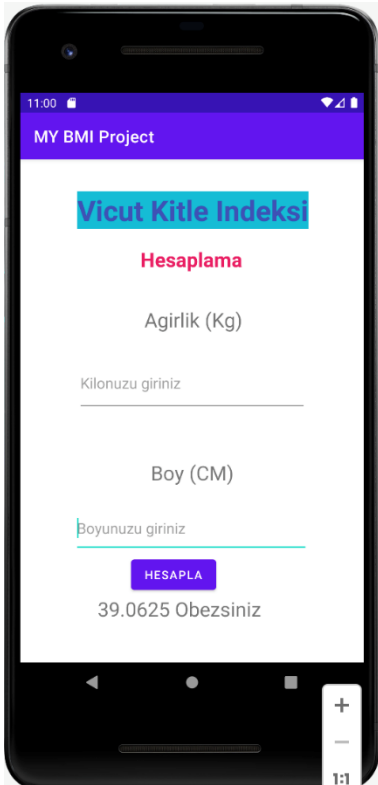 11:00
MY BMI Project
Vicut Kitle Indeksi
Hesaplama
Agirlik (Kg)
Kilonuzu giriniz
Boy (CM)
Boyunuzu giriniz
HESAPLA
39.0625 Obezsiniz
1:1